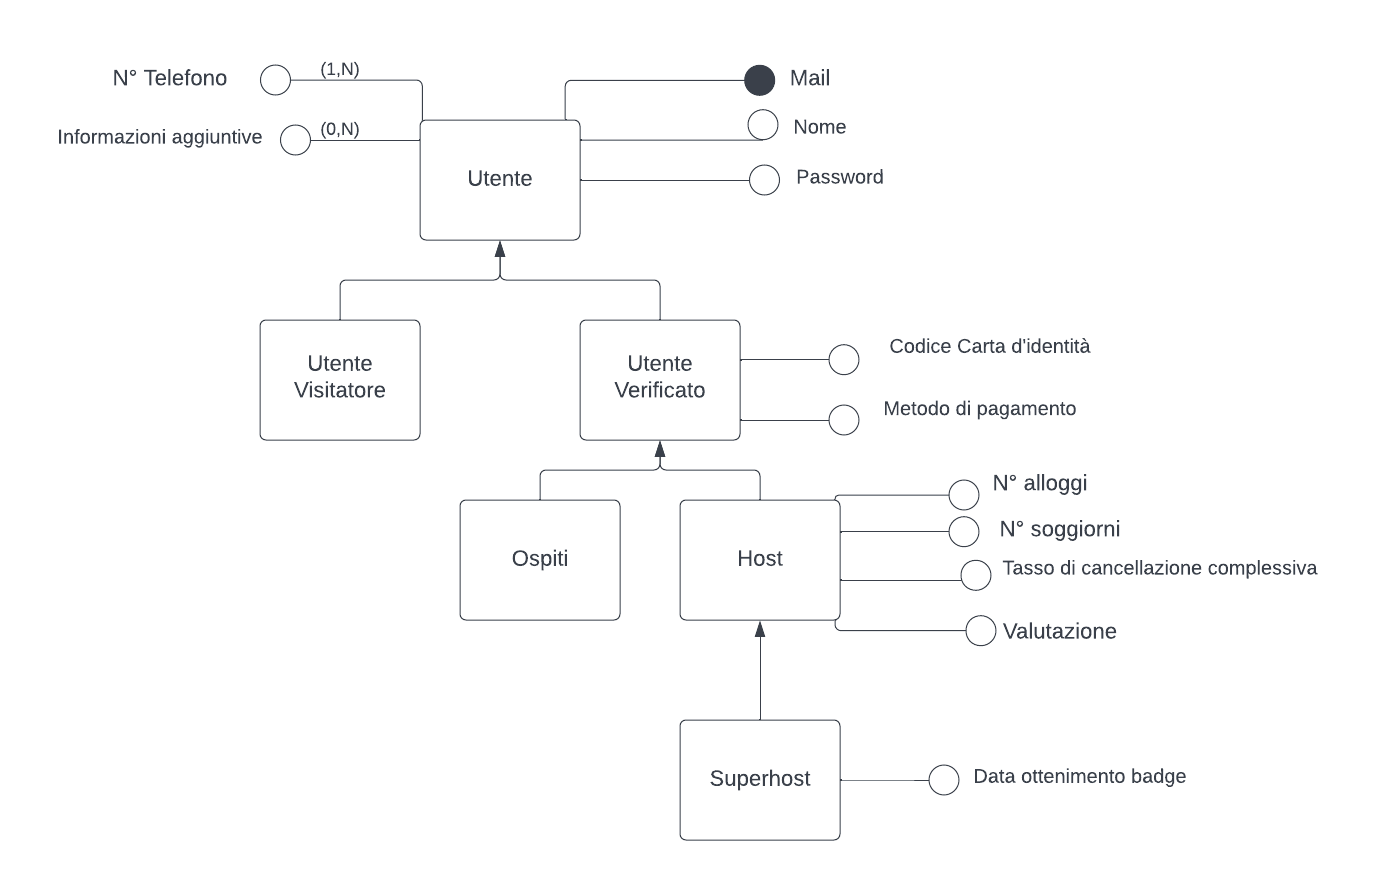 N° Telefono
(1,N)
Mail
Informazioni aggiuntive
(0,N)
Nome
Utente
Password
Utente
Visitatore
Utente
Verificato
Codice Carta d'identità
Metodo di pagamento
Ospiti
Host
N° alloggi
N° soggiorni
Tasso di cancellazione complessiva
Valutazione
Superhost
Data ottenimento badge